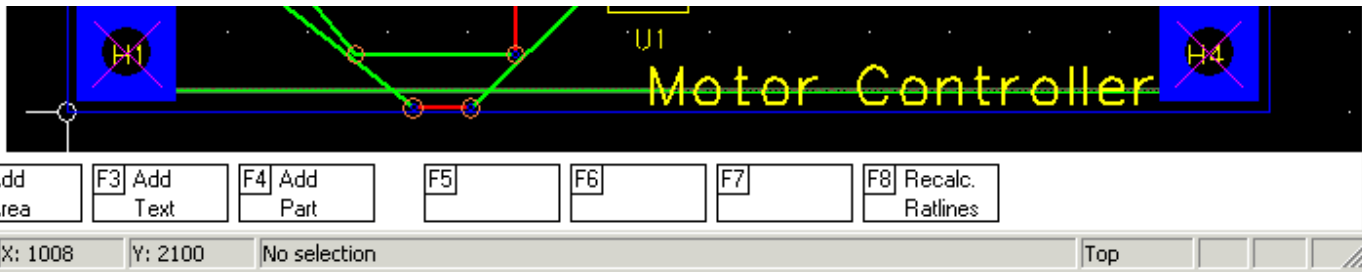 U1
H1
H4
Motor Controller
dd
rea
F3 Add
Text
F4 Add
Part
F5
F6
F7
F8 Recalc.
Ratlines
X: 1008 Y: 2100 No selection Top